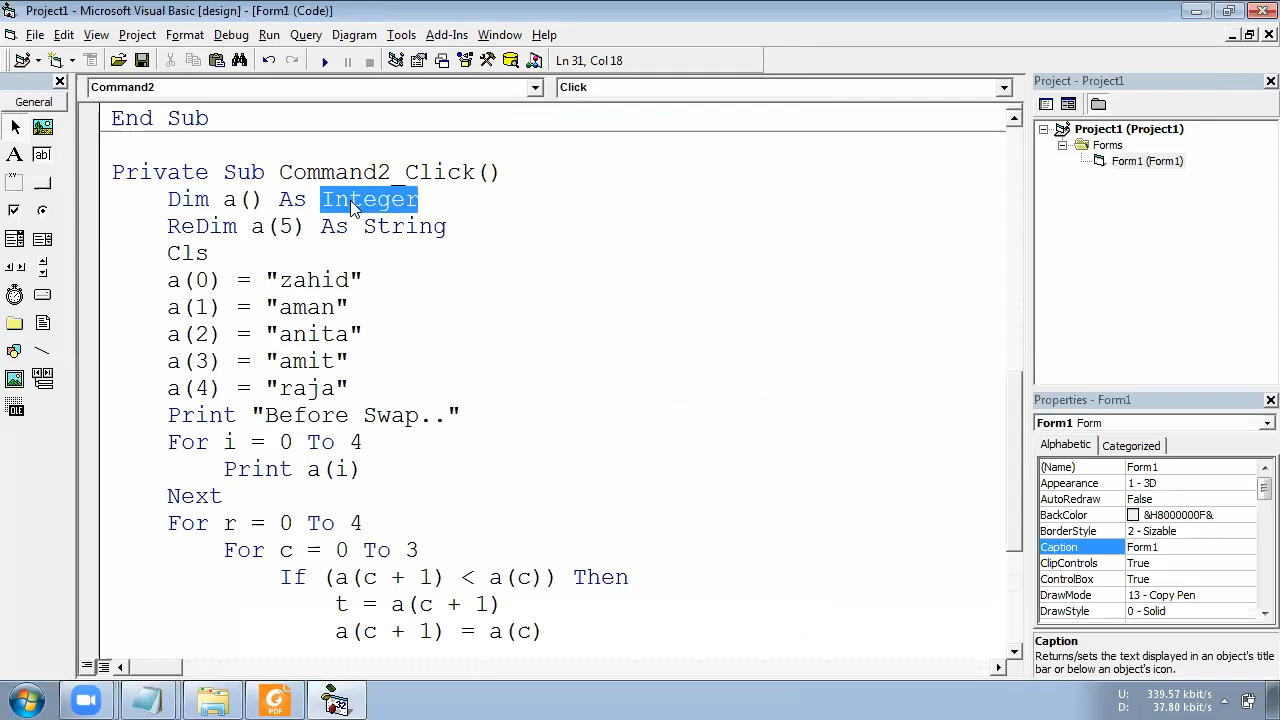 Project1 - Microsoft Visual Basic [design] - [Form1 (Code)]
File Edit View Project Format Debug Run Query Diagram Tools Add-Ins Window Help
Ln 31, Col 18
General
Command2
Click
End Sub
Private Sub Command2_Click()
Dim a() As Integer
ReDim a(5) As String
Cls
a(0) = "zahid"
a(1) = "aman"
a(2) = "anita"
a(3) = "amit"
a(4) = "raja"
Print "Before Swap.."
For i = 0 To 4
Print a(i)
Next
For r = 0 To 4
For c = 0 To 3
If (a(c + 1) < a(c)) Then
t = a(c + 1)
a(c + 1) = a(c)
Project - Project1
Project1 (Project1)
Forms
Form1 (Form1)
Properties - Form1
Form1 Form
Alphabetic Categorized
(Name) Form1
Appearance 1 - 3D
AutoRedraw False
BackColor &H8000000F&
BorderStyle 2 - Sizable
Caption Form1
ClipControls True
ControlBox True
DrawMode 13 - Copy Pen
DrawStyle 0 - Solid
Caption
Returns/sets the text displayed in an object's title
bar or below an object's icon.
OLE
PDF
32
U: 339.57 kbit/s
D: 37.80 kbit/s